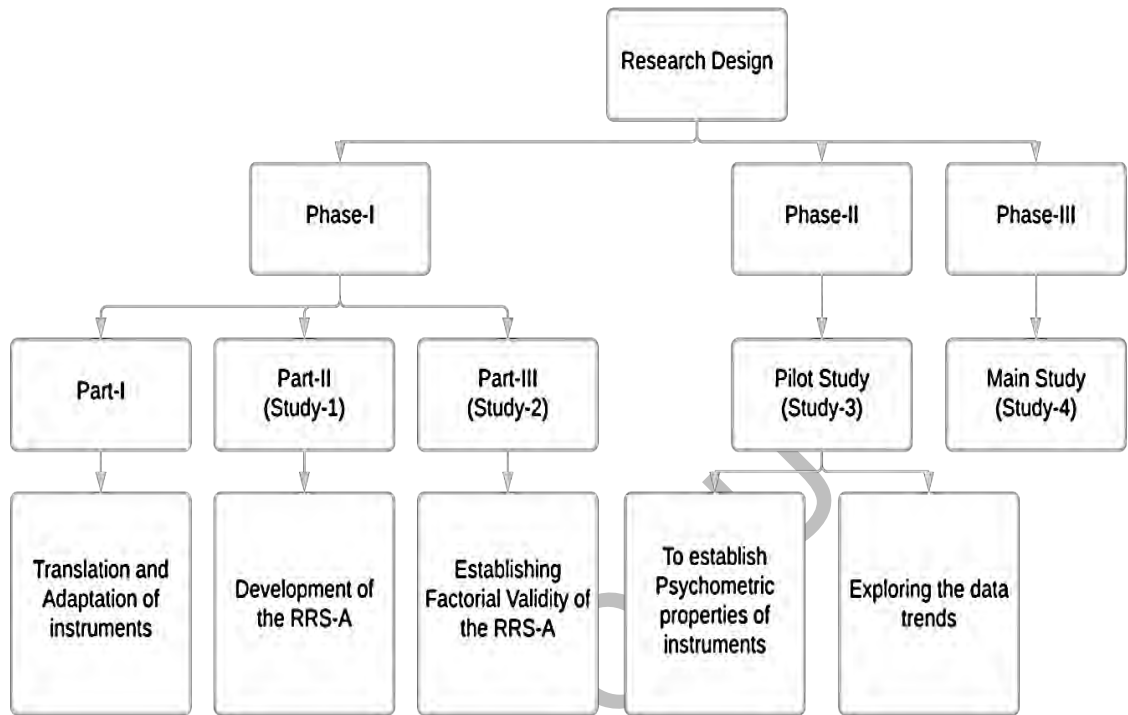 Research Design
Phase-I
Phase-II
Phase-III
Part-I
Part-II
(Study-1)
Part-III
(Study-2)
Pilot Study
(Study-3)
Main Study
(Study-4)
Translation and
Adaptation of
instruments
Development of
the RRS-A
Establishing
Factorial Validity of
the RRS-A
To establish
Psychometric
properties of
instruments
Exploring the data
trends